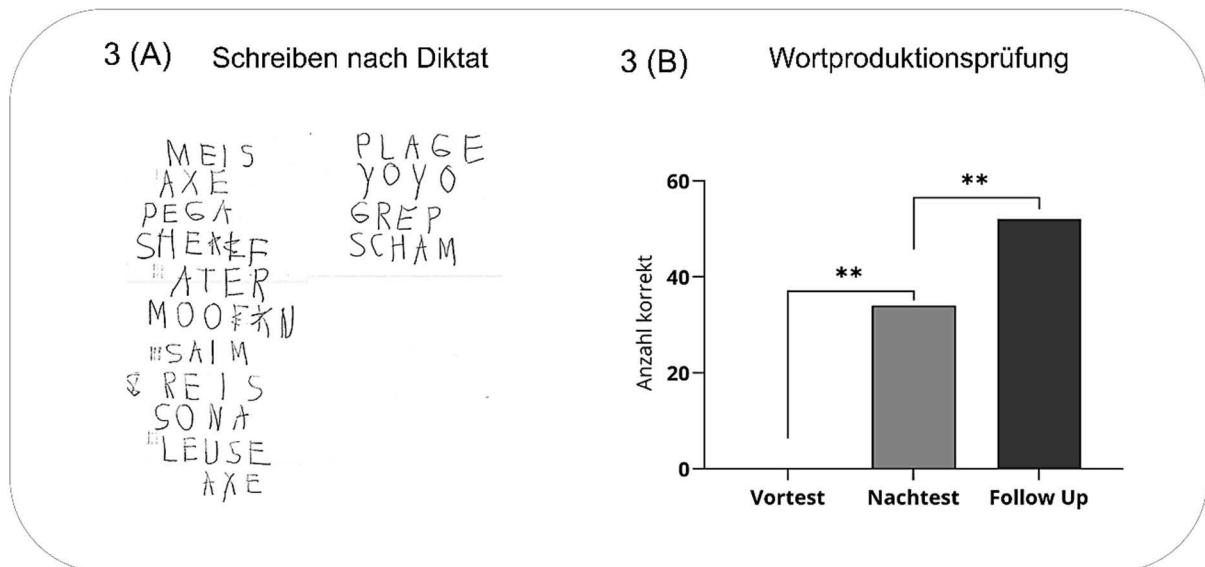 3 (A) Schreiben nach Diktat
MEIS
AXE
PEGA
ATER
SAIM
REIS
SONA
LEUSE
AXE
PLAGE
YOYO
GREP
SCHAM
3 (B) Wortproduktionsprüfung
Anzahl korrekt
60
40
20
0
**
**
Vortest
Nachtest
Follow Up